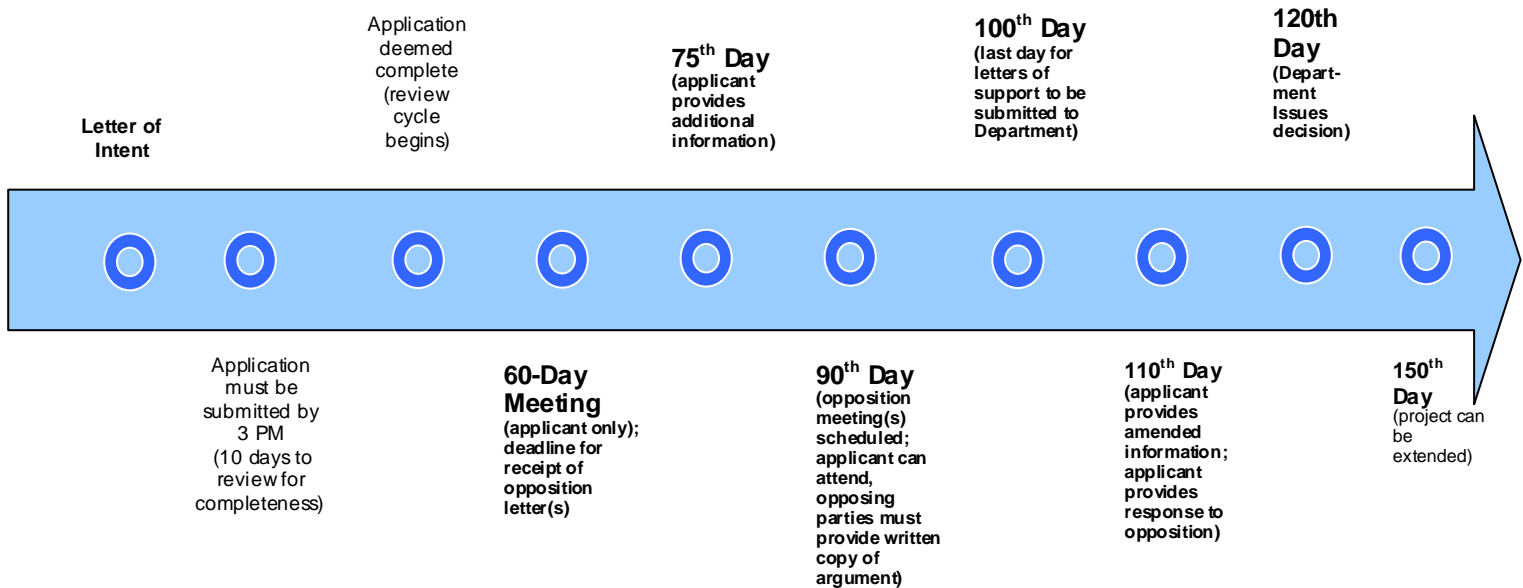 Letter of
Intent
Application
must be
submitted by
3 PM
(10 days to
review for
completeness)
Application
deemed
complete
(review
cycle
begins)
60-Day
Meeting
(applicant only);
deadline for
receipt of
opposition
letter(s)
75th Day
(applicant
provides
additional
information)
90th Day
(opposition
meeting(s)
scheduled;
applicant can
attend,
opposing
parties must
provide written
copy of
argument)
100th Day
(last day for
letters of
support to be
submitted to
Department)
110th Day
(applicant
provides
amended
information;
applicant
provides
response to
opposition)
120th
Day
(Depart-
ment
Issues
decision)
150th
Day
(project can
be
extended)